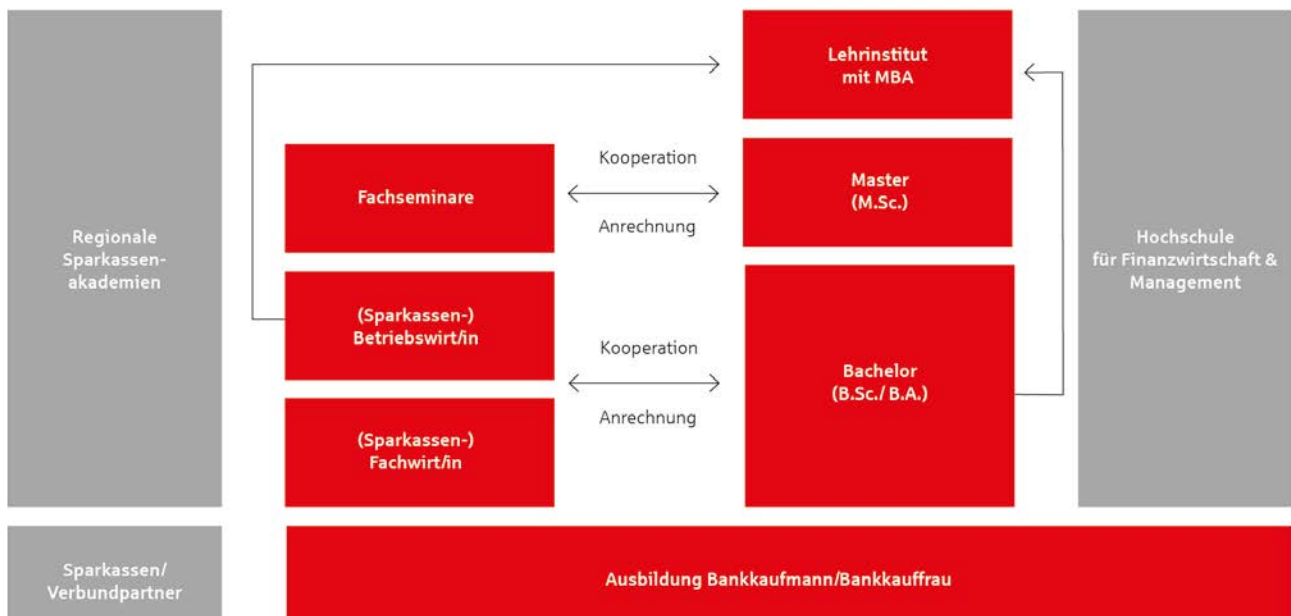 Lehrinstitut
mit MBA
Kooperation
Anrechnung
Fachseminare
Master
(M.Sc.)
Regionale
Sparkassen-
akademien
Hochschule
für Finanzwirtschaft &
Management
(Sparkassen-)
Betriebswirt/in
Kooperation
Anrechnung
Bachelor
(B.Sc./ B.A.)
(Sparkassen-)
Fachwirt/in
Sparkassen/
Verbundpartner
Ausbildung Bankkaufmann/Bankkauffrau